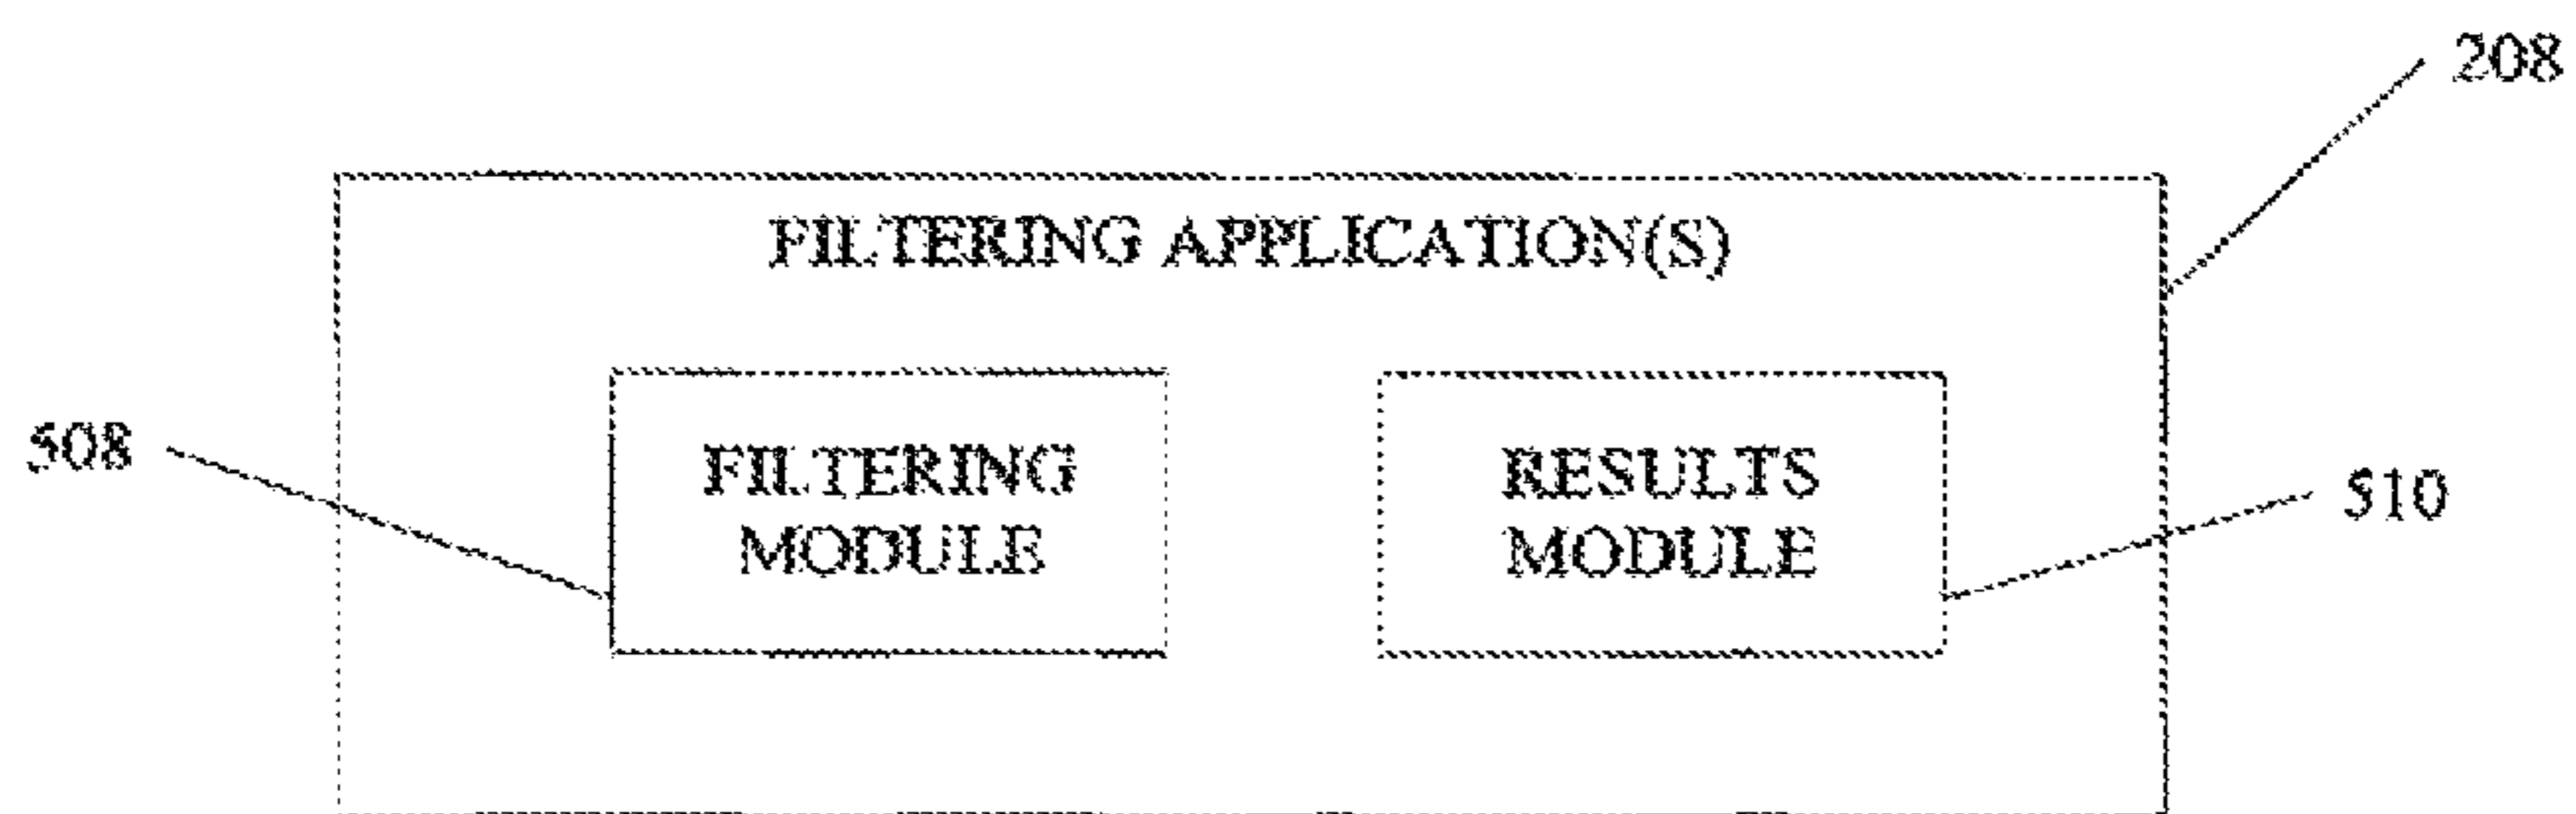 208
FILTERING APPLICATION(S)
508
FILTERING
MODULE
RESULTS
MODULE
510